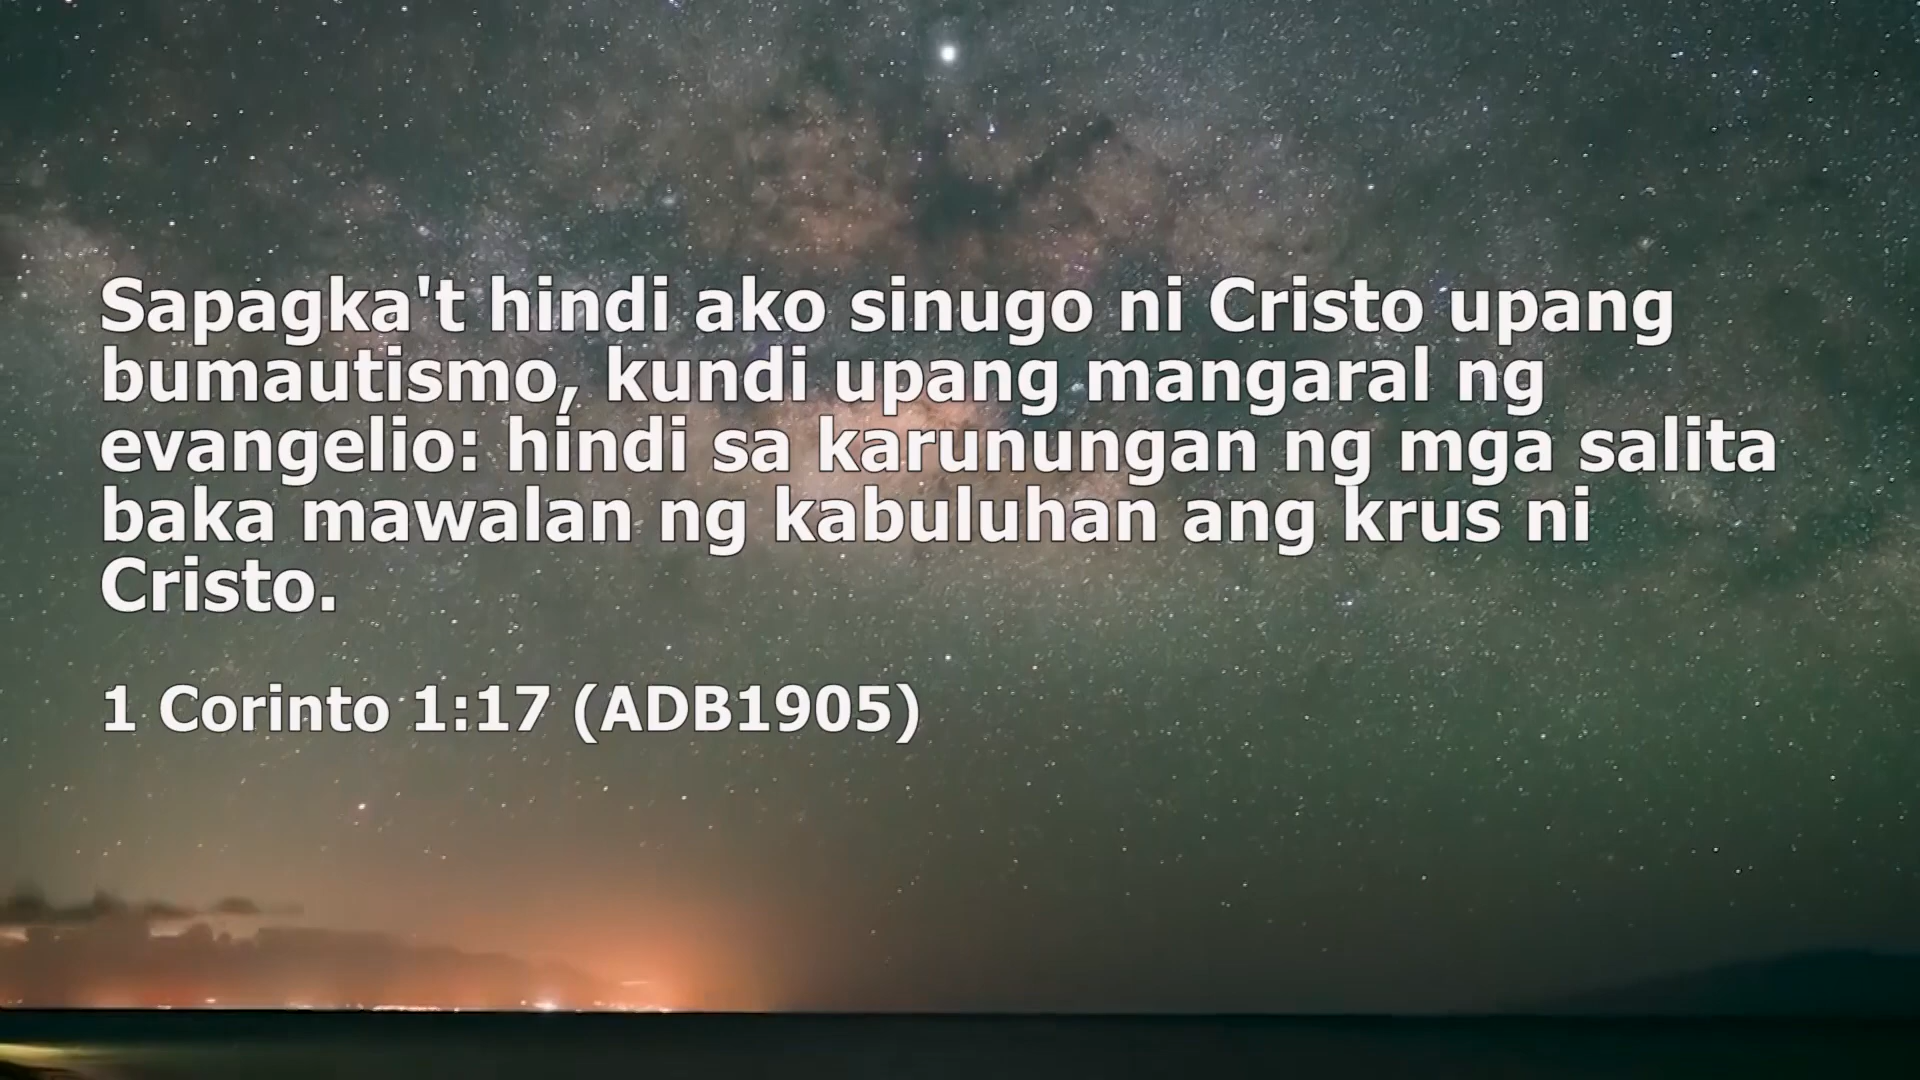 Sapagka't hindi ako sinugo ni Cristo upang
bumautismo, kundi upang mangaral ng
evangelio: hindi sa karunungan ng mga salita
baka mawalan ng kabuluhan ang krus ni
Cristo.
1 Corinto 1:17 (ADB1905)